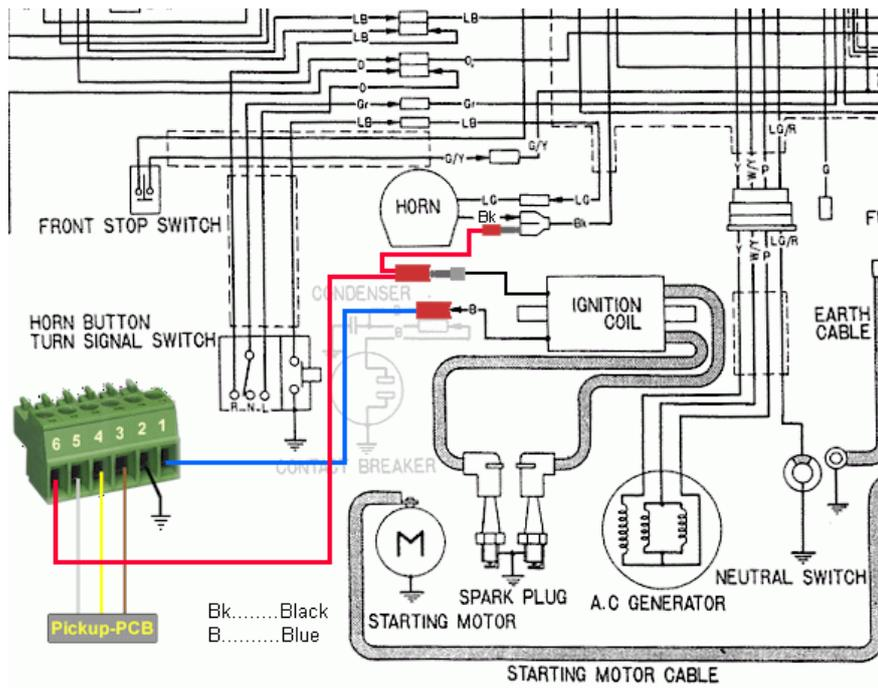 LB
LB
LB
O
O
O
Gr
Gr
LB
LB
G/Y
G/Y
LG/R
Y
W/Y
P
G
FRONT STOP SWITCH
HORN
LG
LG
Bk
Bk
Y
W/Y
P
LG/R
CONDENSER
B
B
IGNITION
COIL
EARTH
CABLE
HORN BUTTON
TURN SIGNAL SWITCH
R
N
L
6
5
4
3
2
1
CONTACT BREAKER
M
SPARK PLUG
A.C GENERATOR
NEUTRAL SWITCH
Pickup-PCB
Bk........Black
B..........Blue
STARTING MOTOR
STARTING MOTOR CABLE